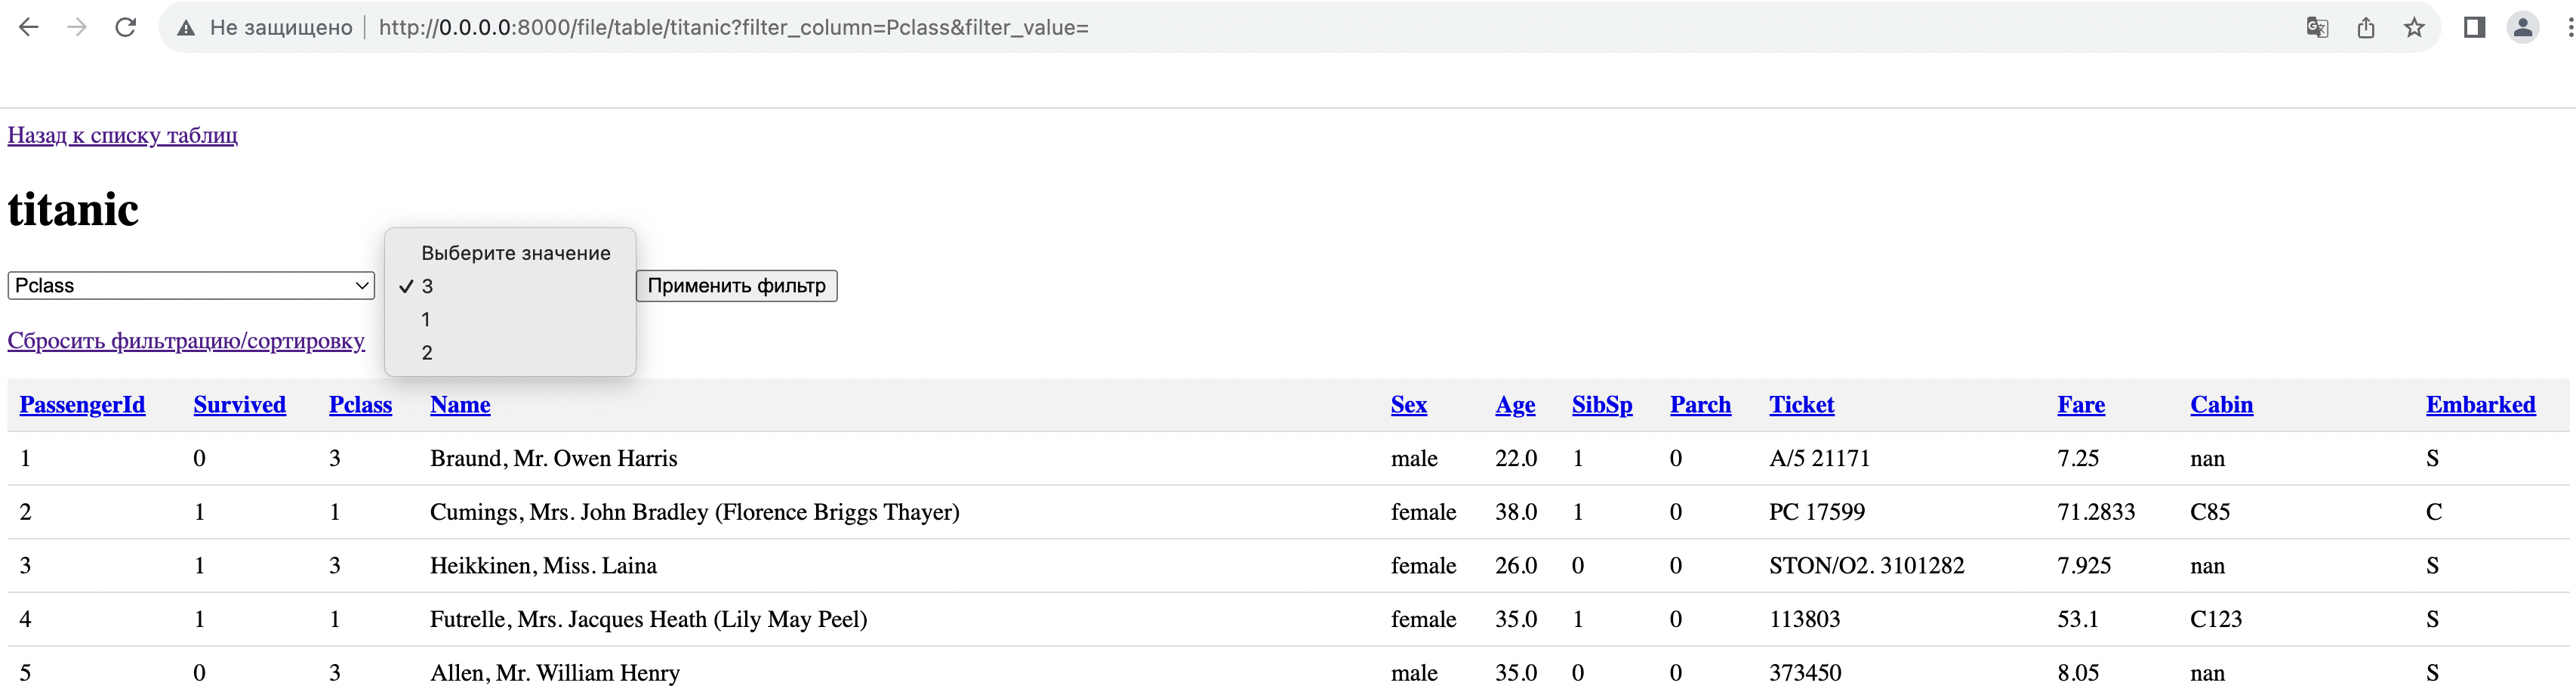 Не защищено http://0.0.0.0:8000/file/table/titanic?filter_column=Pclass&filter_value=
Назад к списку таблиц
titanic
Выберите значение
Pclass 3 Применить фильтр
1
2
Сбросить фильтрацию/сортировку
PassengerId Survived Pclass Name Sex Age SibSp Parch Ticket Fare Cabin Embarked
1 0 3 Braund, Mr. Owen Harris male 22.0 1 0 A/5 21171 7.25 nan S
2 1 1 Cumings, Mrs. John Bradley (Florence Briggs Thayer) female 38.0 1 0 PC 17599 71.2833 C85 C
3 1 3 Heikkinen, Miss. Laina female 26.0 0 0 STON/O2. 3101282 7.925 nan S
4 1 1 Futrelle, Mrs. Jacques Heath (Lily May Peel) female 35.0 1 0 113803 53.1 C123 S
5 0 3 Allen, Mr. William Henry male 35.0 0 0 373450 8.05 nan S